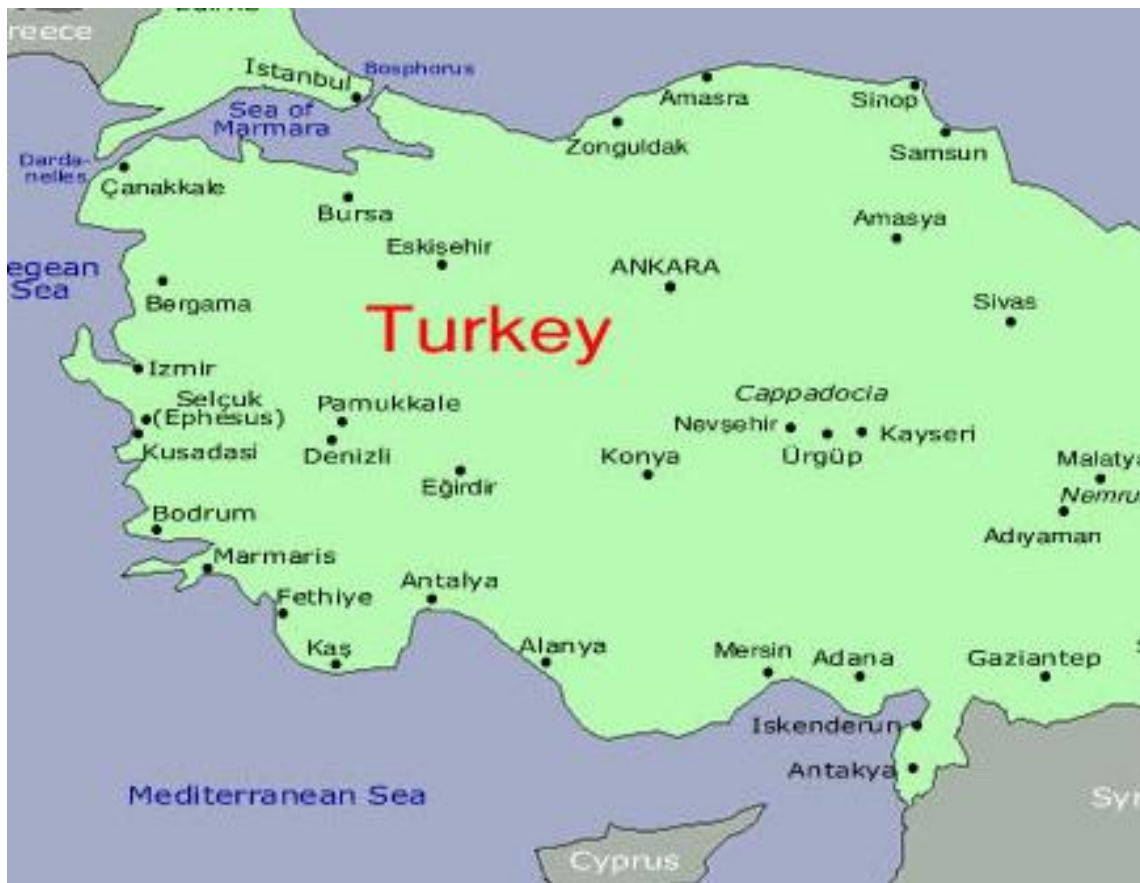 reece
Istanbul
Bosphorus
Sea of
Marmara
Amasra
Sinop
Zonguldak
Samsun
Darda-
nelles
Çanakkale
Bursa
Amasya
Eskişehir
ANKARA
egean
Sea
Bergama
Sivas
Turkey
Izmir
Selçuk
(Ephesus)
Kusadasi
Pamukkale
Denizli
Eğirdir
Cappadocia
Nevşehir
Ürgüp
Kayseri
Konya
Malatya
Nemru
Adıyaman
Bodrum
Marmaris
Fethiye
Antalya
Kaş
Alanya
Mersin
Adana
Gaziantep
Iskenderun
Antakya
Mediterranean Sea
Cyprus
Syr